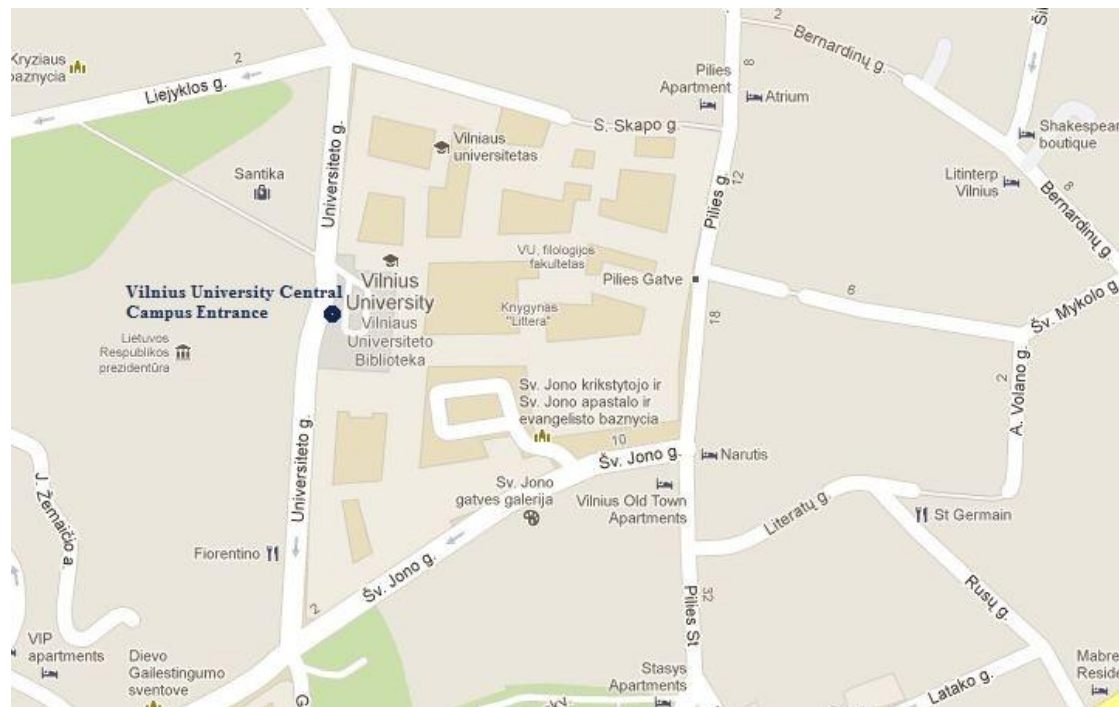 2
Bernardinų g.
Kryziaus
baznycia
2
Liejyklos g.
Pilies
Apartment
8
Atrium
S. Skapo g.
Vilniaus
universitetas
Shakespear
boutique
Santika
Universiteto g.
12
Pilies g.
Litinterp
Vilnius
8
Bernardinų g.
VU, filologijos
fakultetas
Vilnius
University
Pilies Gatve
Vilnius University Central
Campus Entrance
6
Knygynas
"Littera"
18
Šv. Mykolo g.
Vilniaus
Universiteto
Biblioteka
Lietuvos
Respublikos
prezidentūra
2
A. Volano g.
Sv. Jono krikstytojo ir
Sv. Jono apastalo ir
evangelisto baznycia
10
Šv. Jono g.
Narutis
Universiteto g.
J. Žemaičio a.
Sv. Jono
gatves galerija
Vilnius Old Town
Apartments
Literatų g.
St Germain
Fiorentino
Šv. Jono g.
2
32
Pilies St
Rusų g.
VIP
apartments
Dievo
Gailestingumo
sventove
G
Stasys
Apartments
Latako g.
Mabre
Reside